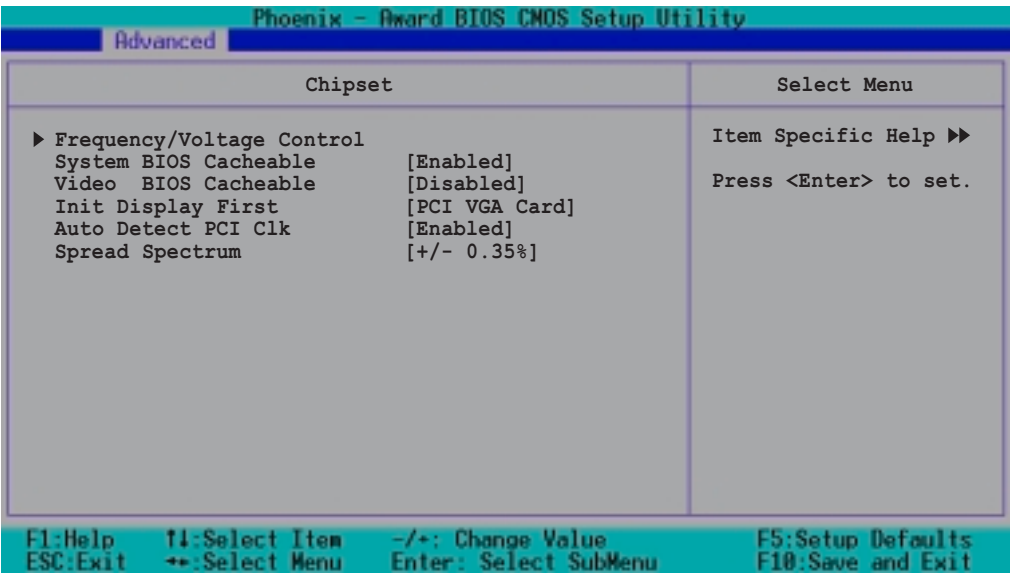 Phoenix - Award BIOS CMOS Setup Utility
Advanced
Chipset
Select Menu
▶ Frequency/Voltage Control
System BIOS Cacheable [Enabled]
Video BIOS Cacheable [Disabled]
Init Display First [PCI VGA Card]
Auto Detect PCI Clk [Enabled]
Spread Spectrum [+/- 0.35%]
Item Specific Help ▶▶
Press <Enter> to set.
F1:Help ↑↓:Select Item -/+: Change Value F5:Setup Defaults
ESC:Exit ←→:Select Menu Enter: Select SubMenu F10:Save and Exit